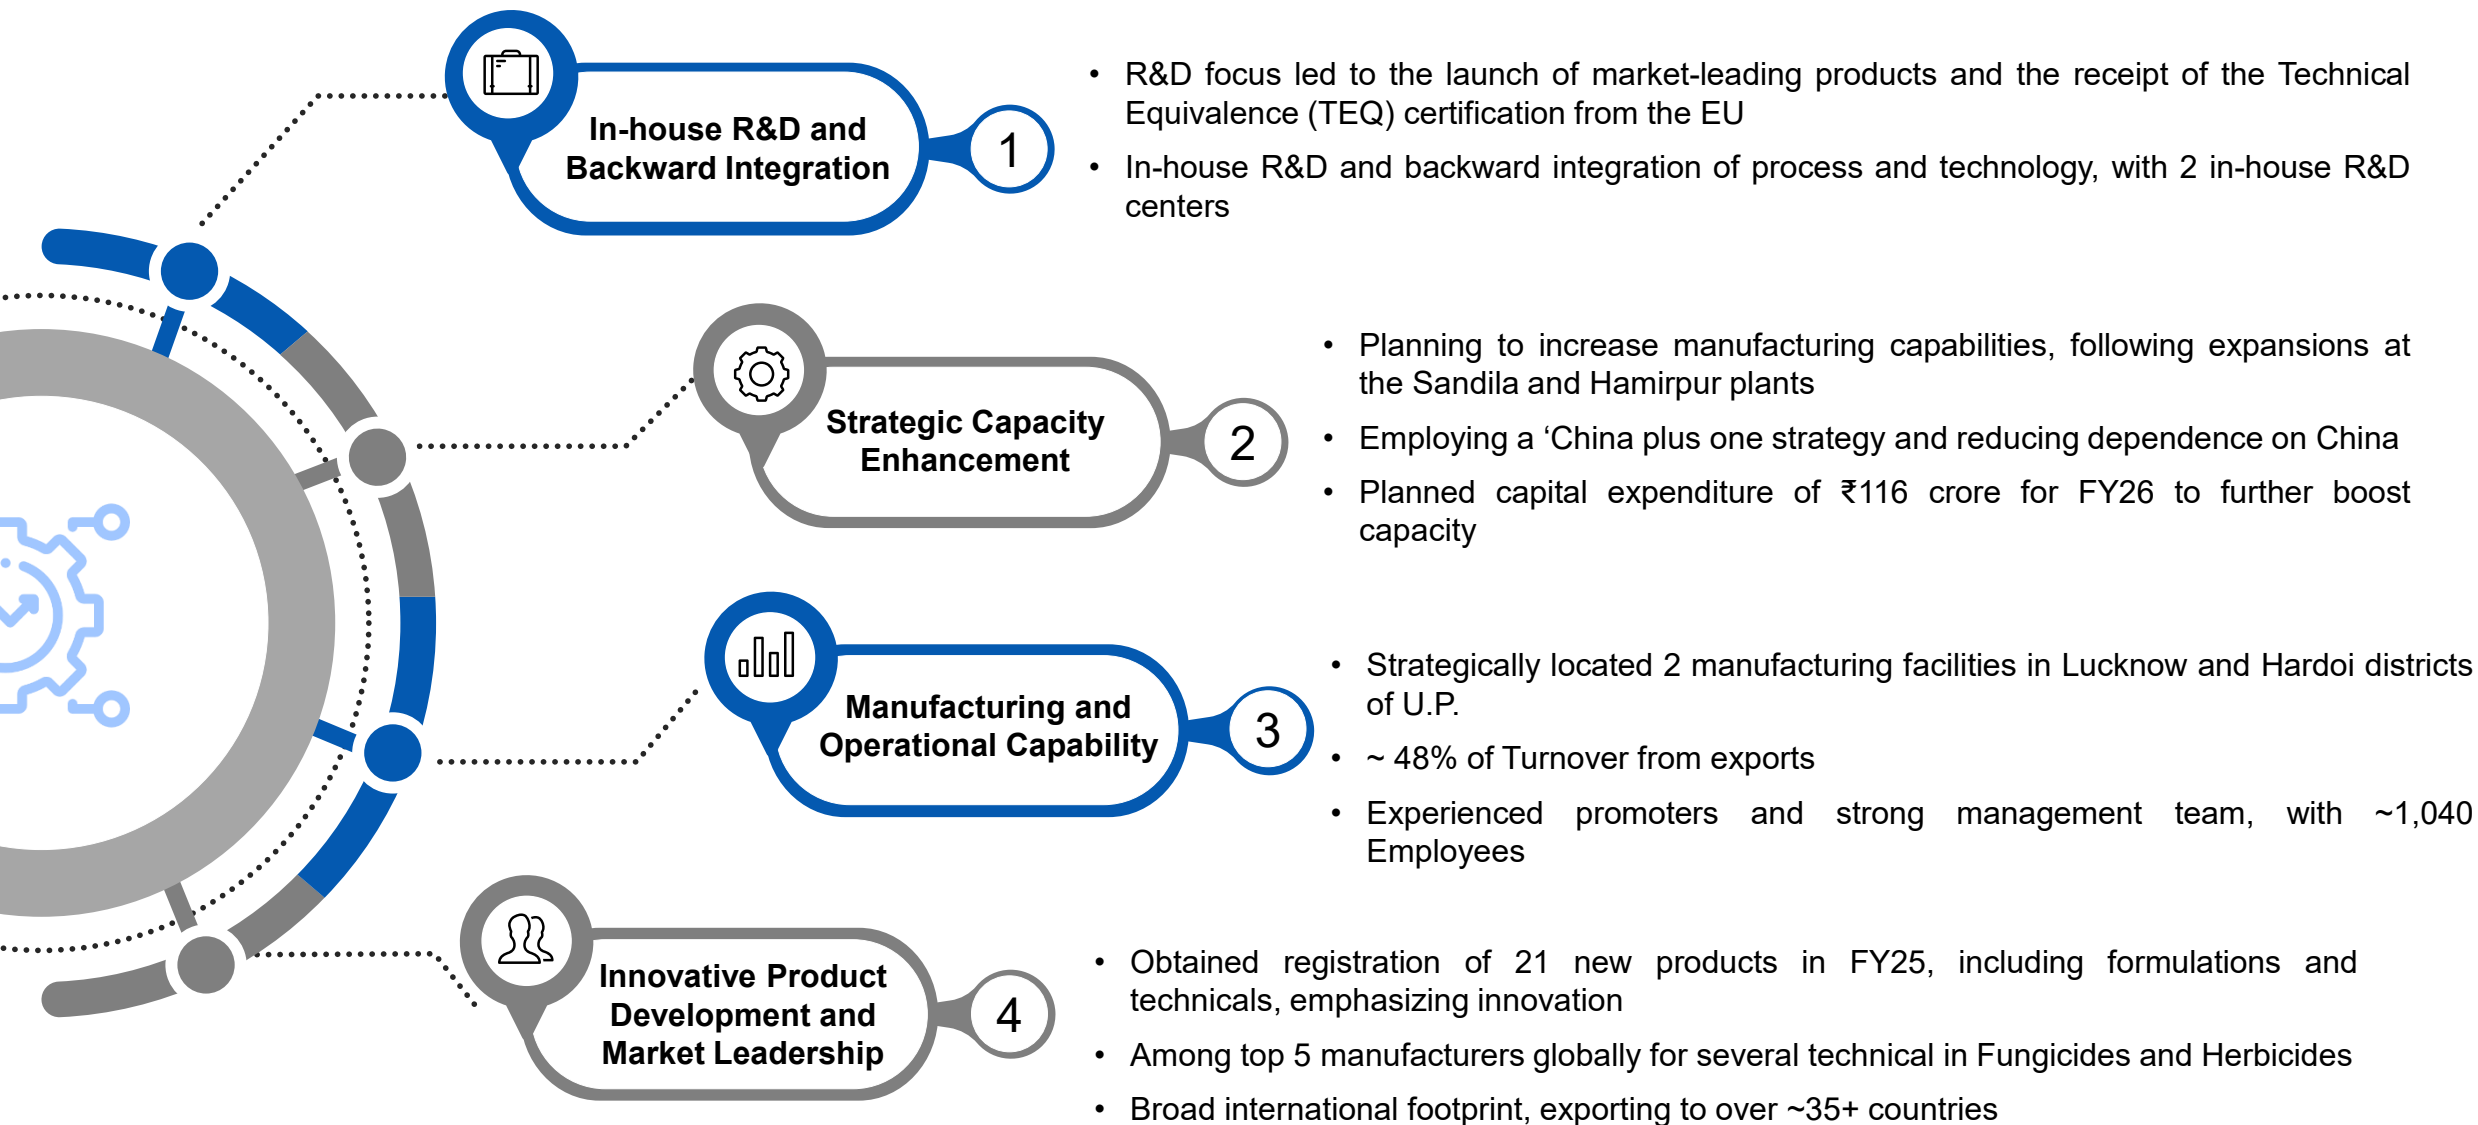 In-house R&D and
Backward Integration
1
• R&D focus led to the launch of market-leading products and the receipt of the Technical
Equivalence (TEQ) certification from the EU
• In-house R&D and backward integration of process and technology, with 2 in-house R&D
centers
Strategic Capacity
Enhancement
2
• Planning to increase manufacturing capabilities, following expansions at
the Sandila and Hamirpur plants
• Employing a ‘China plus one strategy and reducing dependence on China
• Planned capital expenditure of ₹116 crore for FY26 to further boost
capacity
Manufacturing and
Operational Capability
3
• Strategically located 2 manufacturing facilities in Lucknow and Hardoi districts
of U.P.
• ~ 48% of Turnover from exports
• Experienced promoters and strong management team, with ~1,040
Employees
Innovative Product
Development and
Market Leadership
4
• Obtained registration of 21 new products in FY25, including formulations and
technicals, emphasizing innovation
• Among top 5 manufacturers globally for several technical in Fungicides and Herbicides
• Broad international footprint, exporting to over ~35+ countries